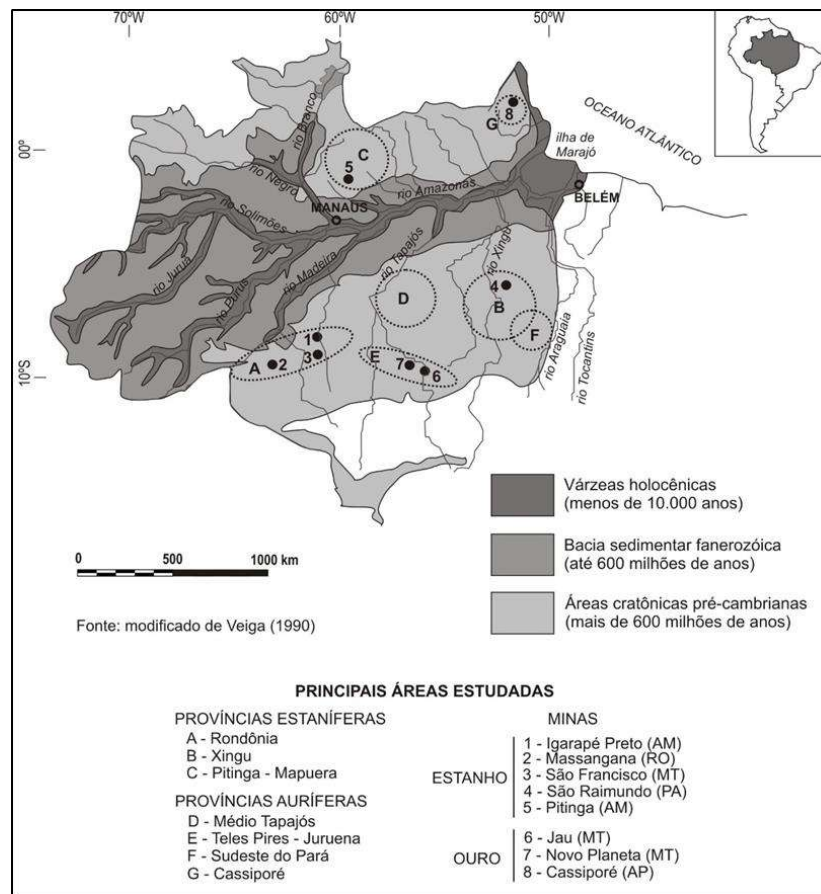 70ºW
60ºW
50ºW
OCEANO ATLÂNTICO
rio Branco
8
G
ilha de
Marajó
00º
C
5
rio Negro
rio Amazonas
BELÉM
MANAUS
rio Solimões
rio Tapajós
rio Xingu
rio Juruá
rio Purus
rio Madeira
4
D
B
F
1
rio Araguaia
rio Tocantins
A
2
3
E
7
6
10ºS
Várzeas holocênicas
(menos de 10.000 anos)
Bacia sedimentar fanerozóica
(até 600 milhões de anos)
Áreas cratônicas pré-cambrianas
(mais de 600 milhões de anos)
0
500
1000 km
Fonte: modificado de Veiga (1990)
PRINCIPAIS ÁREAS ESTUDADAS
PROVÍNCIAS ESTANÍFERAS
A - Rondônia
B - Xingu
C - Pitinga - Mapuera
PROVÍNCIAS AURÍFERAS
D - Médio Tapajós
E - Teles Pires - Juruena
F - Sudeste do Pará
G - Cassiporé
MINAS
ESTANHO
1 - Igarapé Preto (AM)
2 - Massangana (RO)
3 - São Francisco (MT)
4 - São Raimundo (PA)
5 - Pitinga (AM)
OURO
6 - Jau (MT)
7 - Novo Planeta (MT)
8 - Cassiporé (AP)